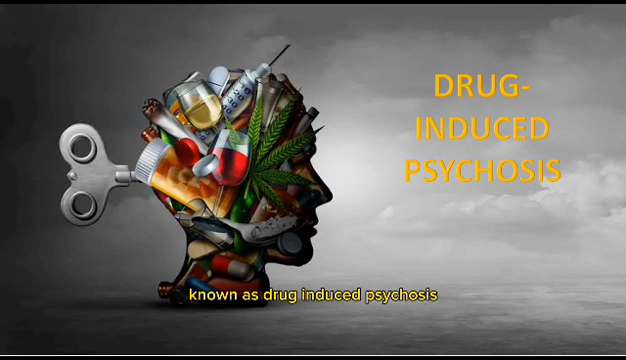 DRUG-
INDUCED
PSYCHOSIS
known as drug induced psychosis